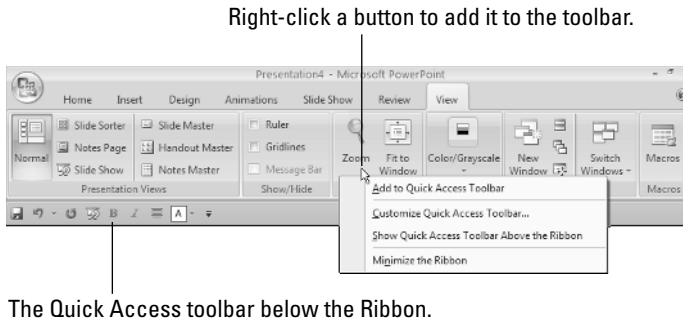 Right-click a button to add it to the toolbar.
Presentation4 - Microsoft PowerPoint
Home Insert Design Animations Slide Show Review View
Normal
Slide Sorter
Notes Page
Slide Show
Slide Master
Handout Master
Notes Master
Presentation Views
Ruler
Gridlines
Message Bar
Show/Hide
Zoom
Fit to
Window
Color/Grayscale
New
Window
Switch
Windows
Macros
Macros
B I A
Add to Quick Access Toolbar
Customize Quick Access Toolbar...
Show Quick Access Toolbar Above the Ribbon
Minimize the Ribbon
The Quick Access toolbar below the Ribbon.